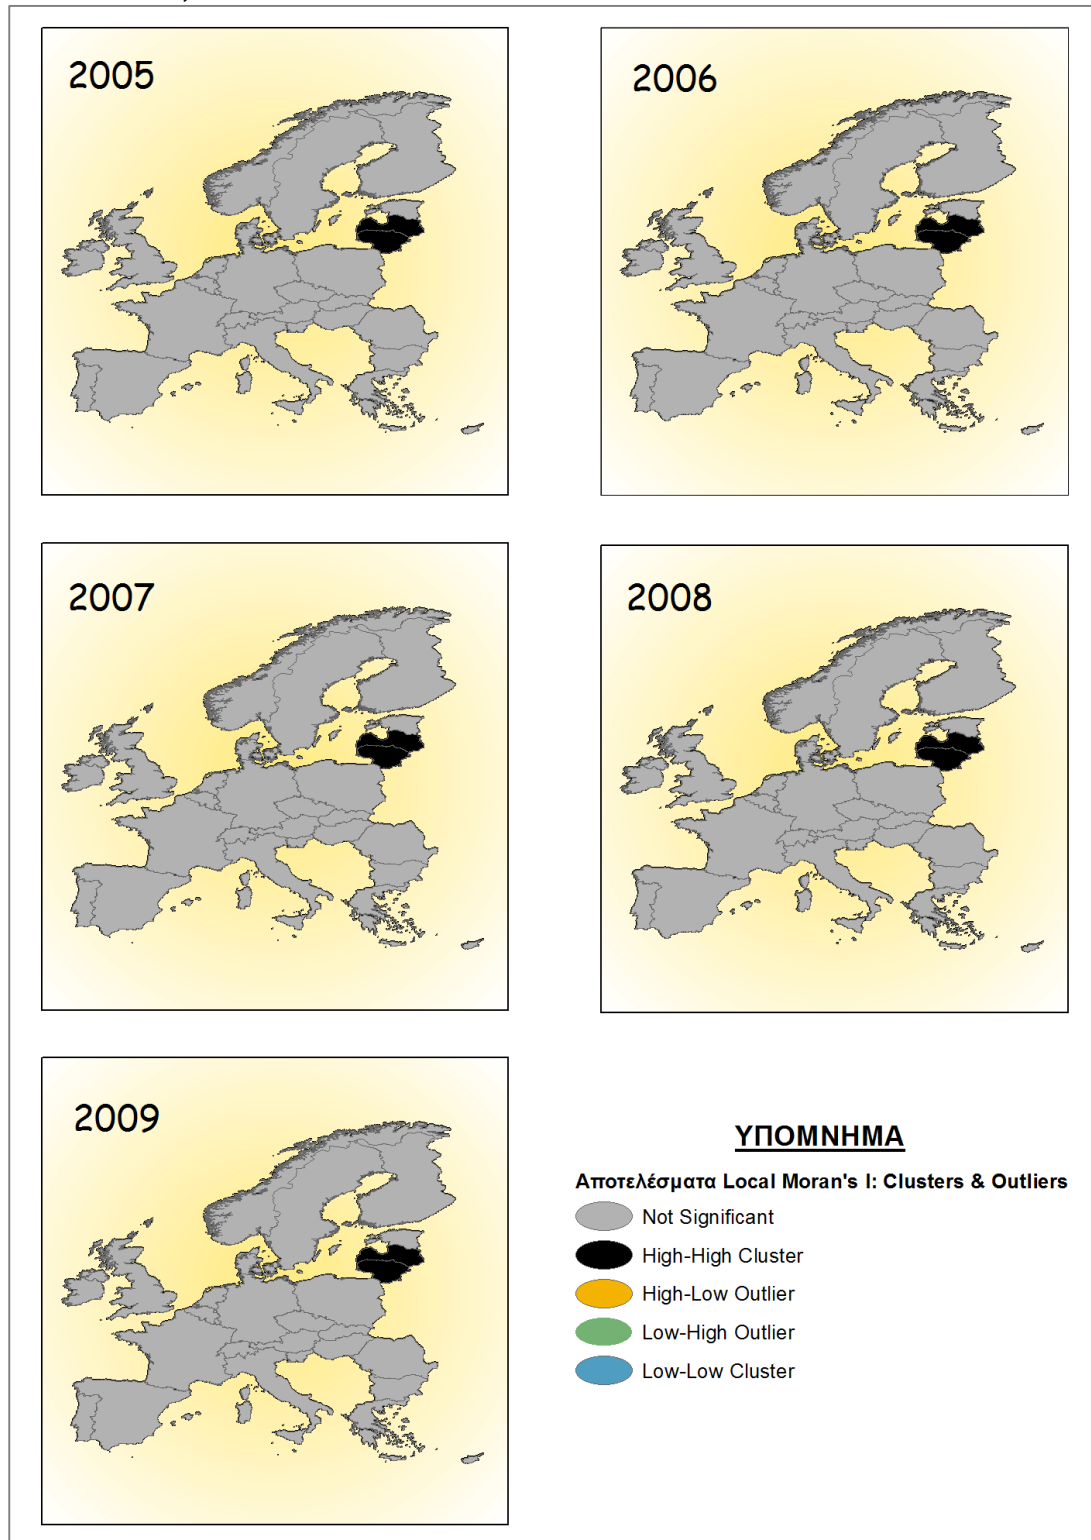 2005
2006
2007
2008
2009
ΥΠΟΜΝΗΜΑ
Αποτελέσματα Local Moran's I: Clusters & Outliers
Not Significant
High-High Cluster
High-Low Outlier
Low-High Outlier
Low-Low Cluster